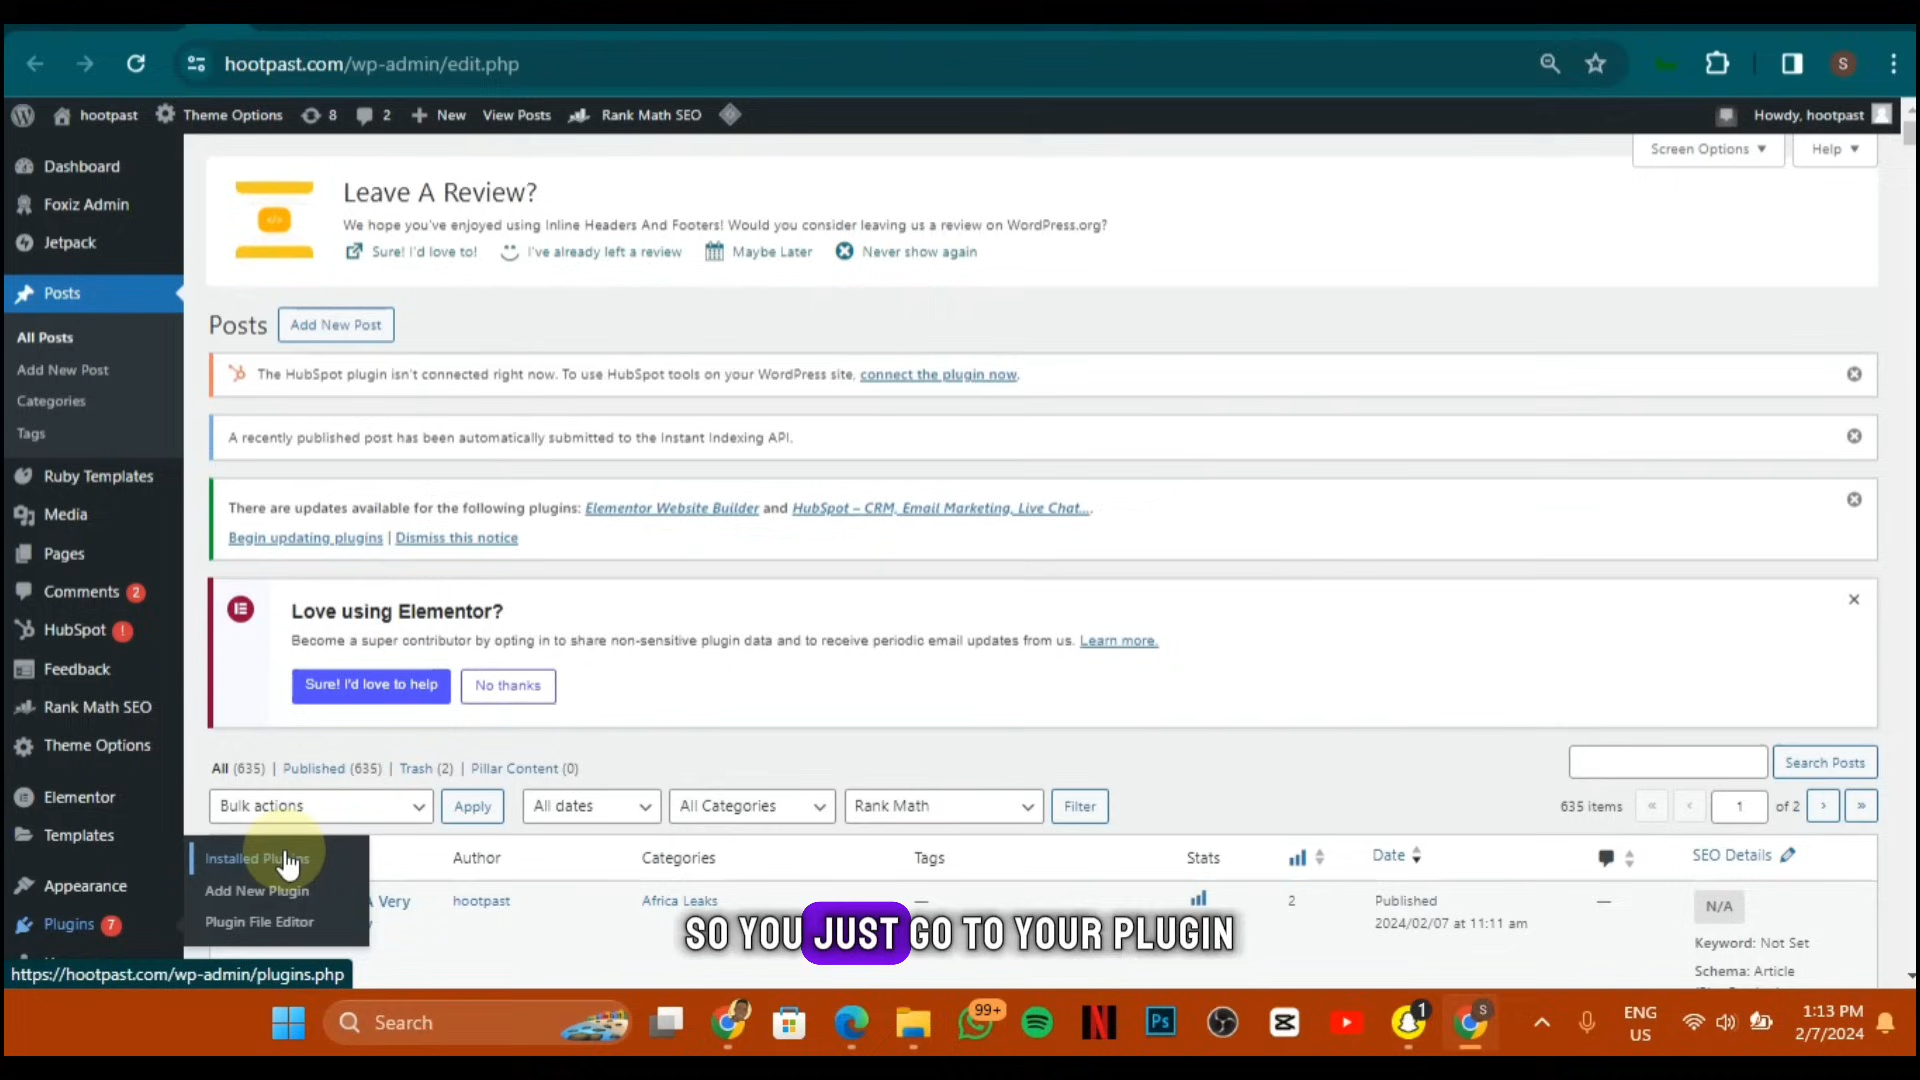 hootpast.com/wp-admin/edit.php
S
hootpast Theme Options 8 2 New View Posts Rank Math SEO Howdy, hootpast
Screen Options Help
Dashboard
Foxiz Admin
Jetpack
Posts
All Posts
Add New Post
Categories
Tags
Ruby Templates
Media
Pages
Comments 2
HubSpot !
Feedback
Rank Math SEO
Theme Options
Elementor
Templates
Appearance
Plugins 7
Installed Plugins
Add New Plugin
Plugin File Editor
Leave A Review?
We hope you've enjoyed using Inline Headers And Footers! Would you consider leaving us a review on WordPress.org?
Sure! I'd love to! I've already left a review Maybe Later Never show again
Posts Add New Post
The HubSpot plugin isn't connected right now. To use HubSpot tools on your WordPress site, connect the plugin now.
A recently published post has been automatically submitted to the Instant Indexing API.
There are updates available for the following plugins: Elementor Website Builder and HubSpot – CRM, Email Marketing, Live Chat….
Begin updating plugins | Dismiss this notice
Love using Elementor?
Become a super contributor by opting in to share non-sensitive plugin data and to receive periodic email updates from us. Learn more.
Sure! I'd love to help No thanks
All (635) | Published (635) | Trash (2) | Pillar Content (0)
Search Posts
Bulk actions Apply All dates All Categories Rank Math Filter 635 items « ‹ 1 of 2 › »
Author Categories Tags Stats Date SEO Details
Very hootpast Africa Leaks — 2 Published — N/A
2024/02/07 at 11:11 am
Keyword: Not Set
Schema: Article
SO YOU JUST GO TO YOUR PLUGIN
https://hootpast.com/wp-admin/plugins.php
Search 99+ Ps 1 S ENG
US
1:13 PM
2/7/2024